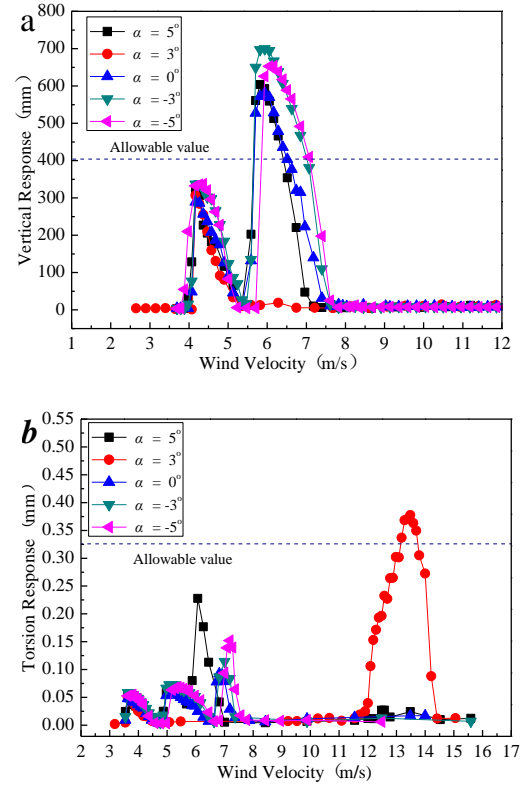 a
800
700
600
500
400
300
200
100
0
Vertical Response (mm)
α = 5°
α = 3°
α = 0°
α = -3°
α = -5°
Allowable value
1 2 3 4 5 6 7 8 9 10 11 12
Wind Velocity (m/s)
b
0.55
0.50
0.45
0.40
0.35
0.30
0.25
0.20
0.15
0.10
0.05
0.00
Torsion Response (mm)
α = 5°
α = 3°
α = 0°
α = -3°
α = -5°
Allowable value
2 3 4 5 6 7 8 9 10 11 12 13 14 15 16 17
Wind Velocity (m/s)